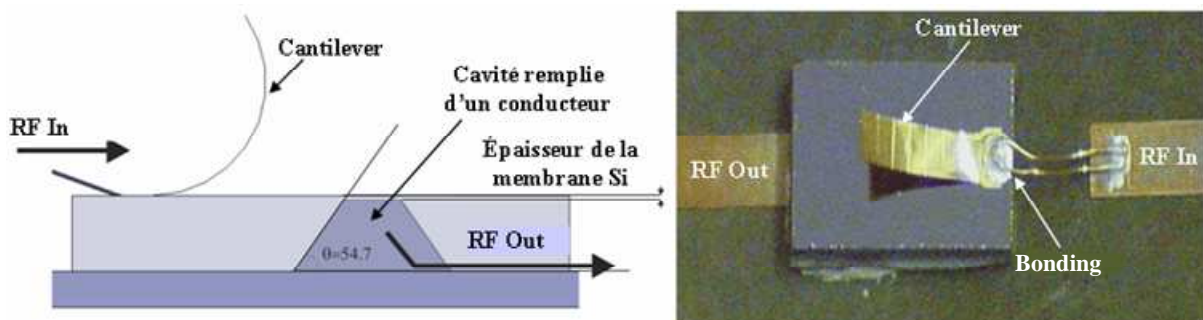 Cantilever
Cavité remplie
d'un conducteur
RF In
Épaisseur de la
membrane Si
RF Out
θ=54.7
Cantilever
RF Out
RF In
Bonding